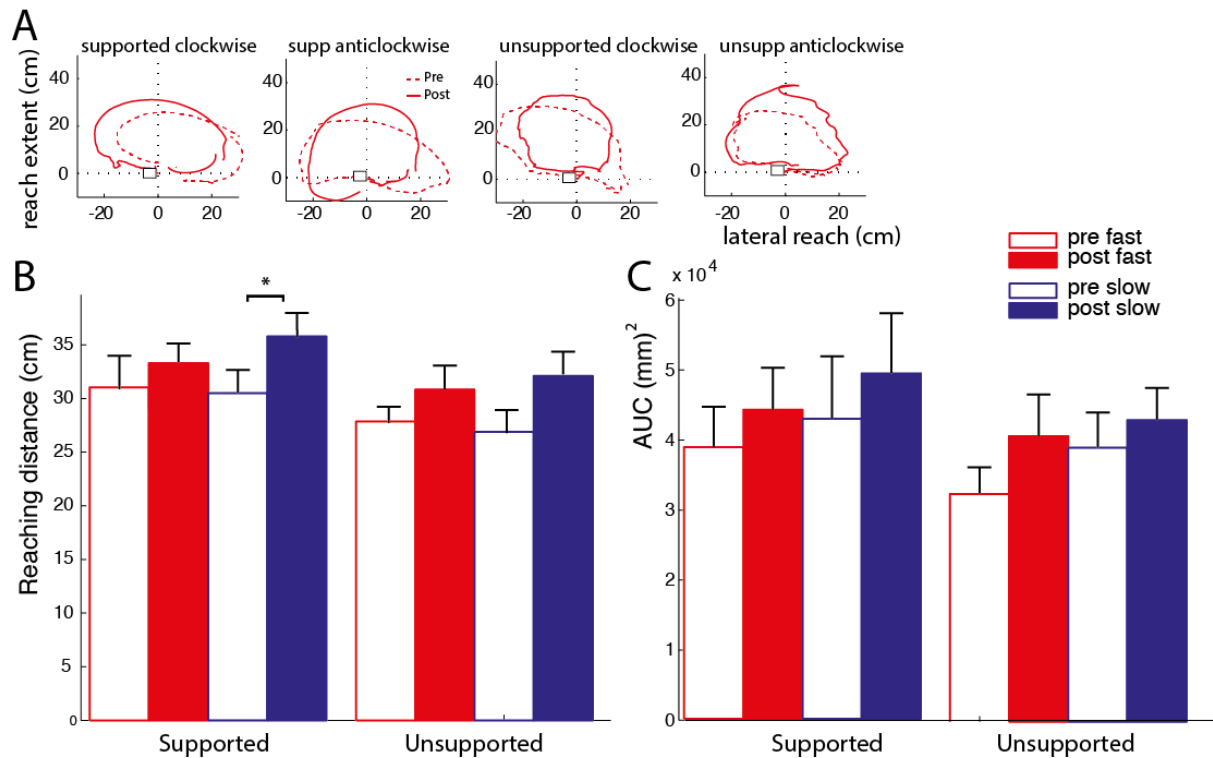 A
supported clockwise
supp anticlockwise
unsupported clockwise
unsupp anticlockwise
reach extent (cm)
40
20
0
-20
0
20
40
20
0
-20
0
20
Pre
Post
40
20
0
-20
0
20
40
20
0
-20
0
20
lateral reach (cm)
pre fast
post fast
pre slow
post slow
B
*
Reaching distance (cm)
35
30
25
20
15
10
5
0
Supported
Unsupported
C
x 10^4
AUC (mm)^2
6
5
4
3
2
1
0
Supported
Unsupported